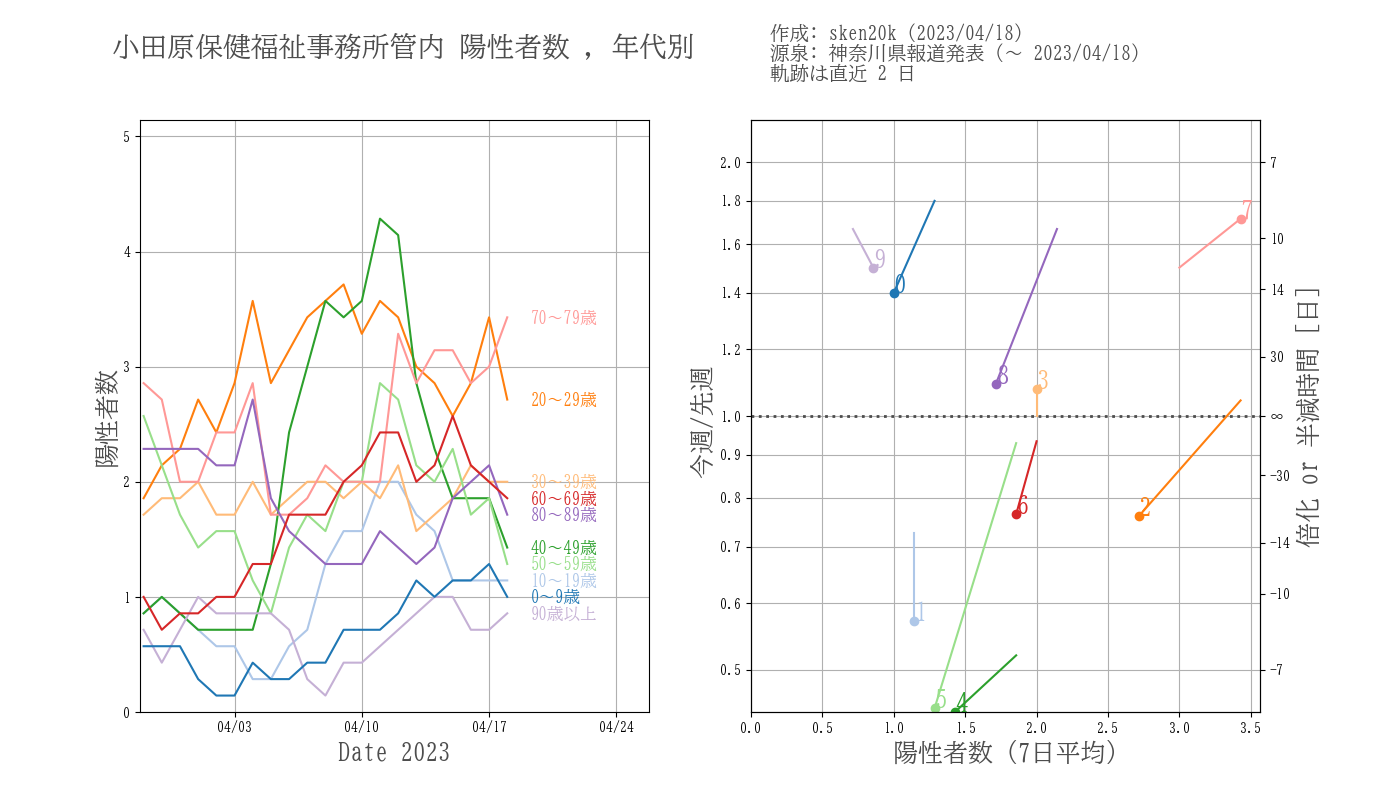 小田原保健福祉事務所管内 陽性者数 , 年代別
作成: sken20k (2023/04/18)
源泉: 神奈川県報道発表 (～ 2023/04/18)
軌跡は直近 2 日
5
4
3
2
1
0
陽性者数
04/03
04/10
04/17
04/24
Date 2023
70～79歳
20～29歳
30～39歳
60～69歳
80～89歳
40～49歳
50～59歳
10～19歳
0～9歳
90歳以上
2.0
1.8
1.6
1.4
1.2
1.0
0.9
0.8
0.7
0.6
0.5
今週/先週
7
9
0
8
3
6
2
1
5
4
7
10
14
30
∞
-30
-14
-10
-7
倍化 or 半減時間 [日]
0.0
0.5
1.0
1.5
2.0
2.5
3.0
3.5
陽性者数 (7日平均)